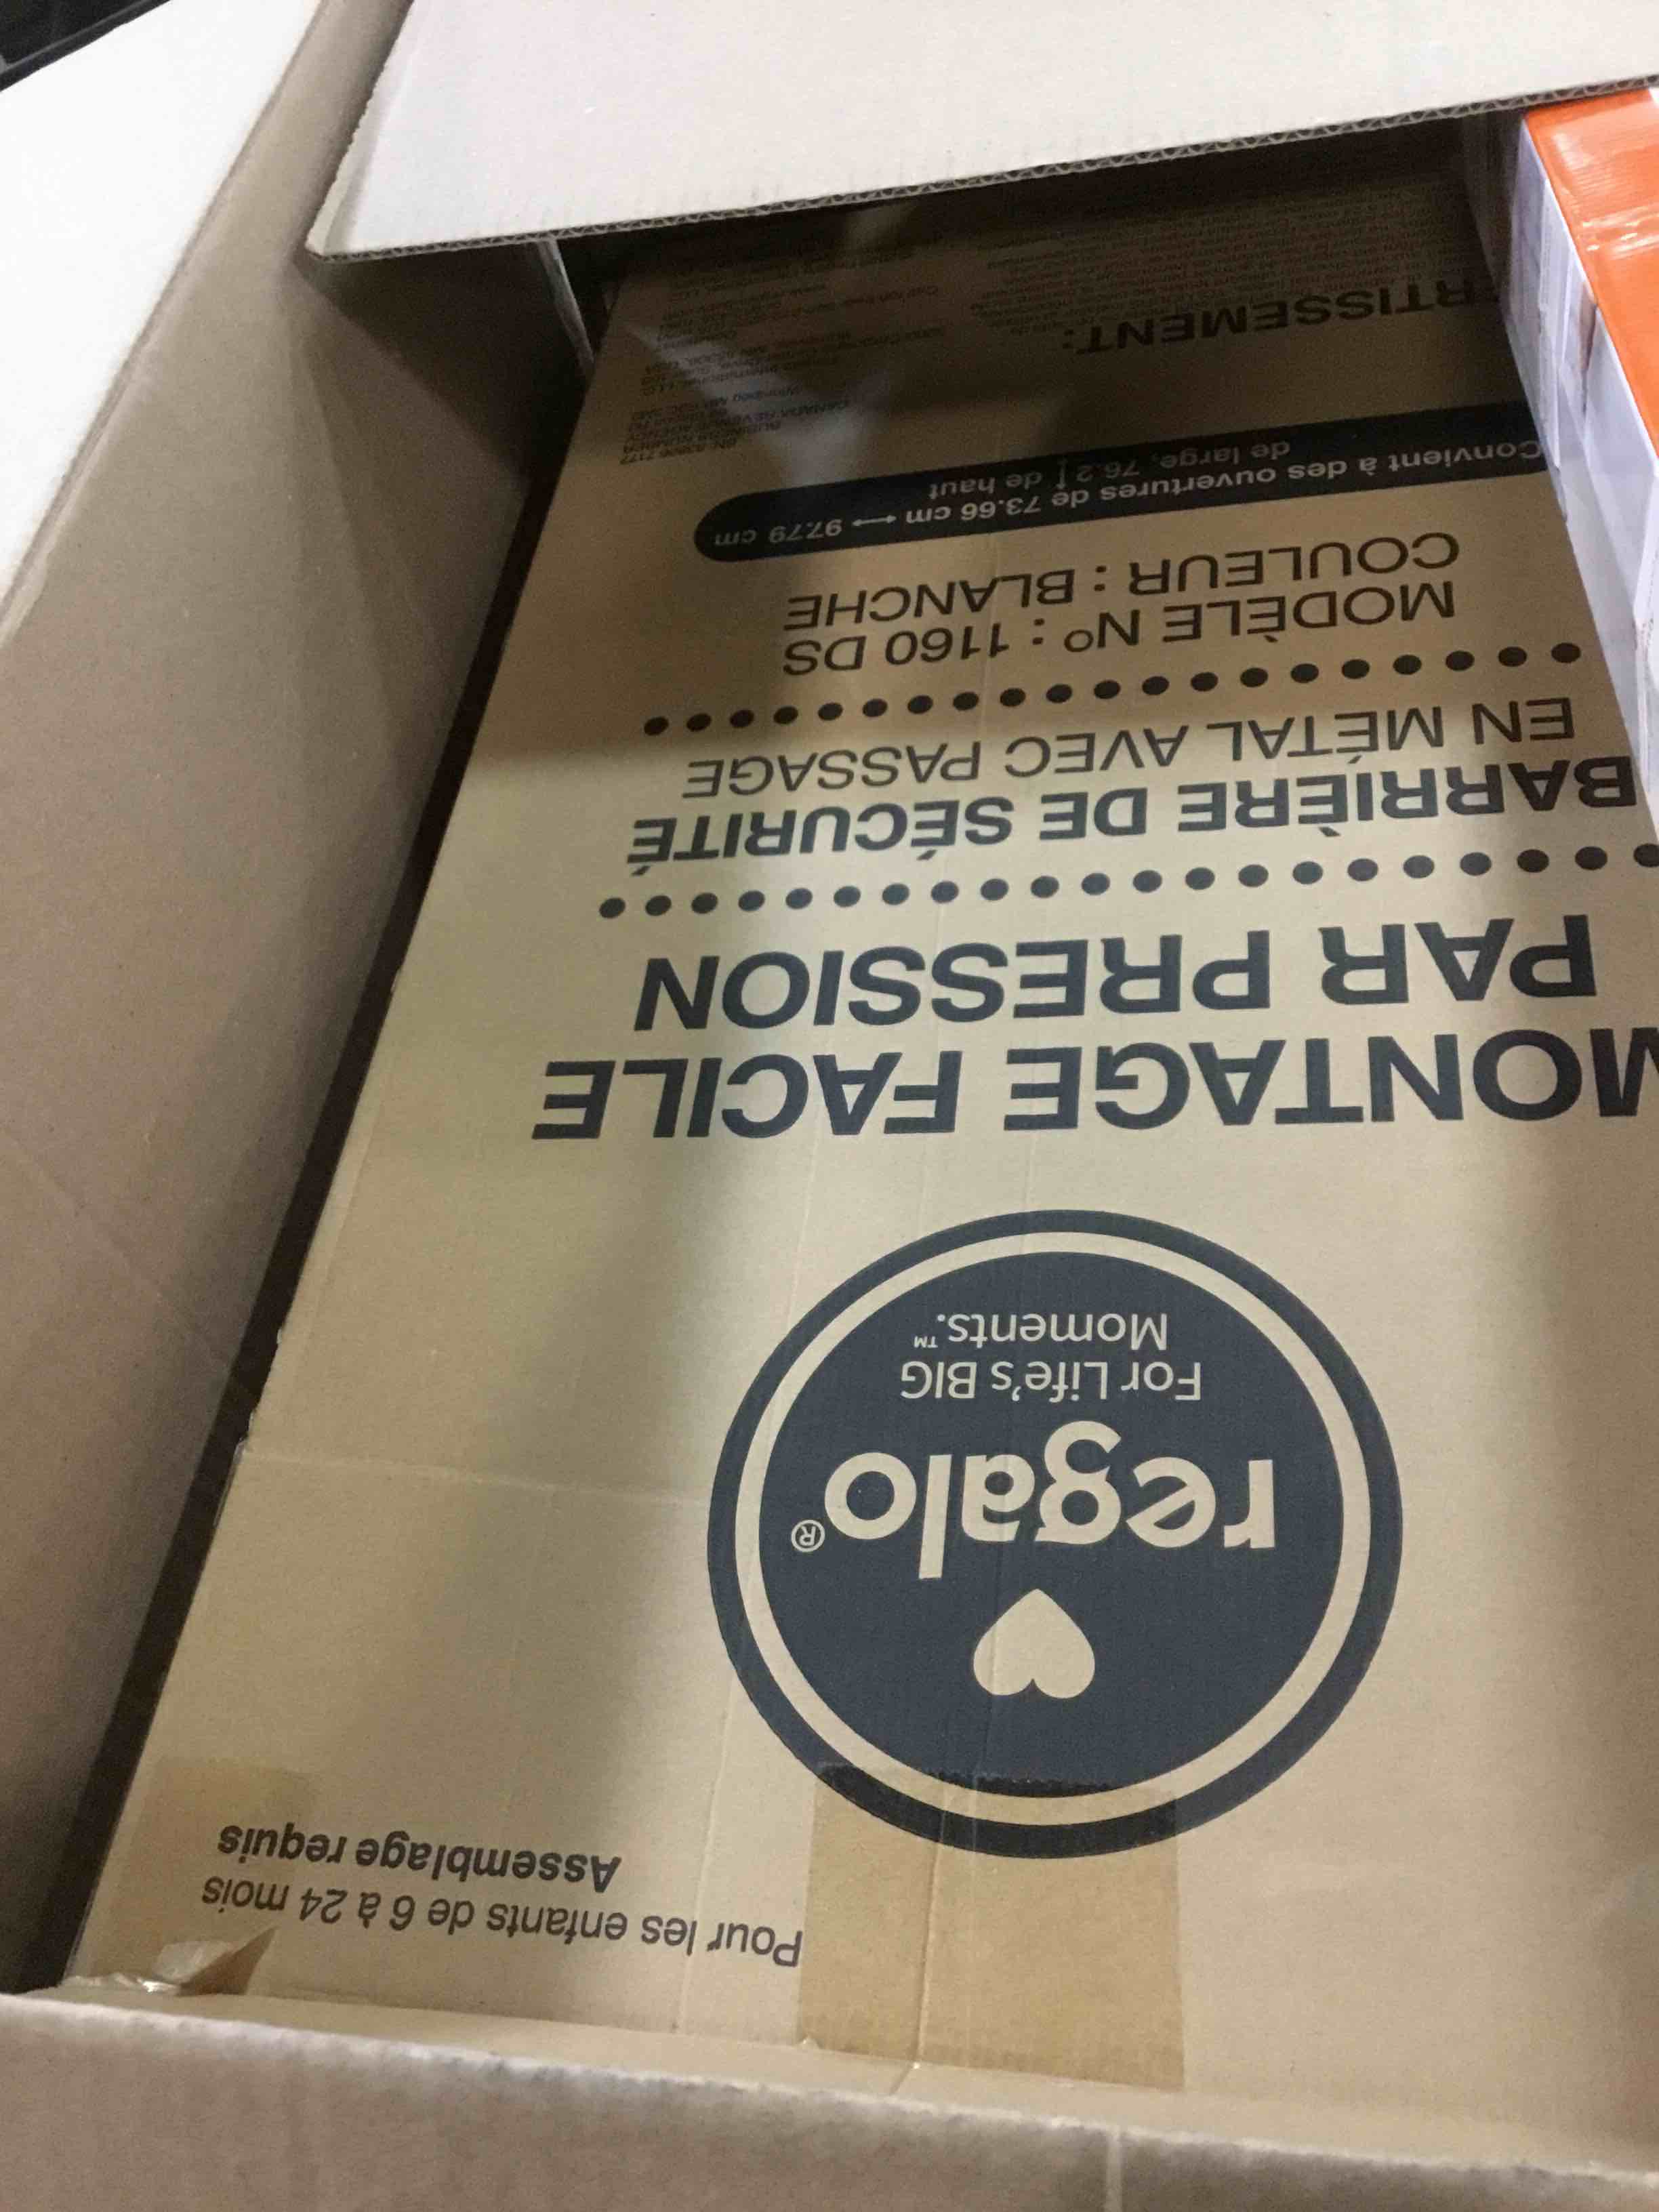 Pour les enfants de 6 à 24 mois
Assemblage requis
regalo®
For Life's BIG
Moments.™
MONTAGE FACILE
PAR PRESSION
BARRIÈRE DE SÉCURITÉ
EN MÉTAL AVEC PASSAGE
MODÈLE Nº : 1160 DS
COULEUR : BLANCHE
Convient à des ouvertures de 73.66 cm ⟷ 97.79 cm
de large, 76.2 ↕ de haut
RTISSEMENT: